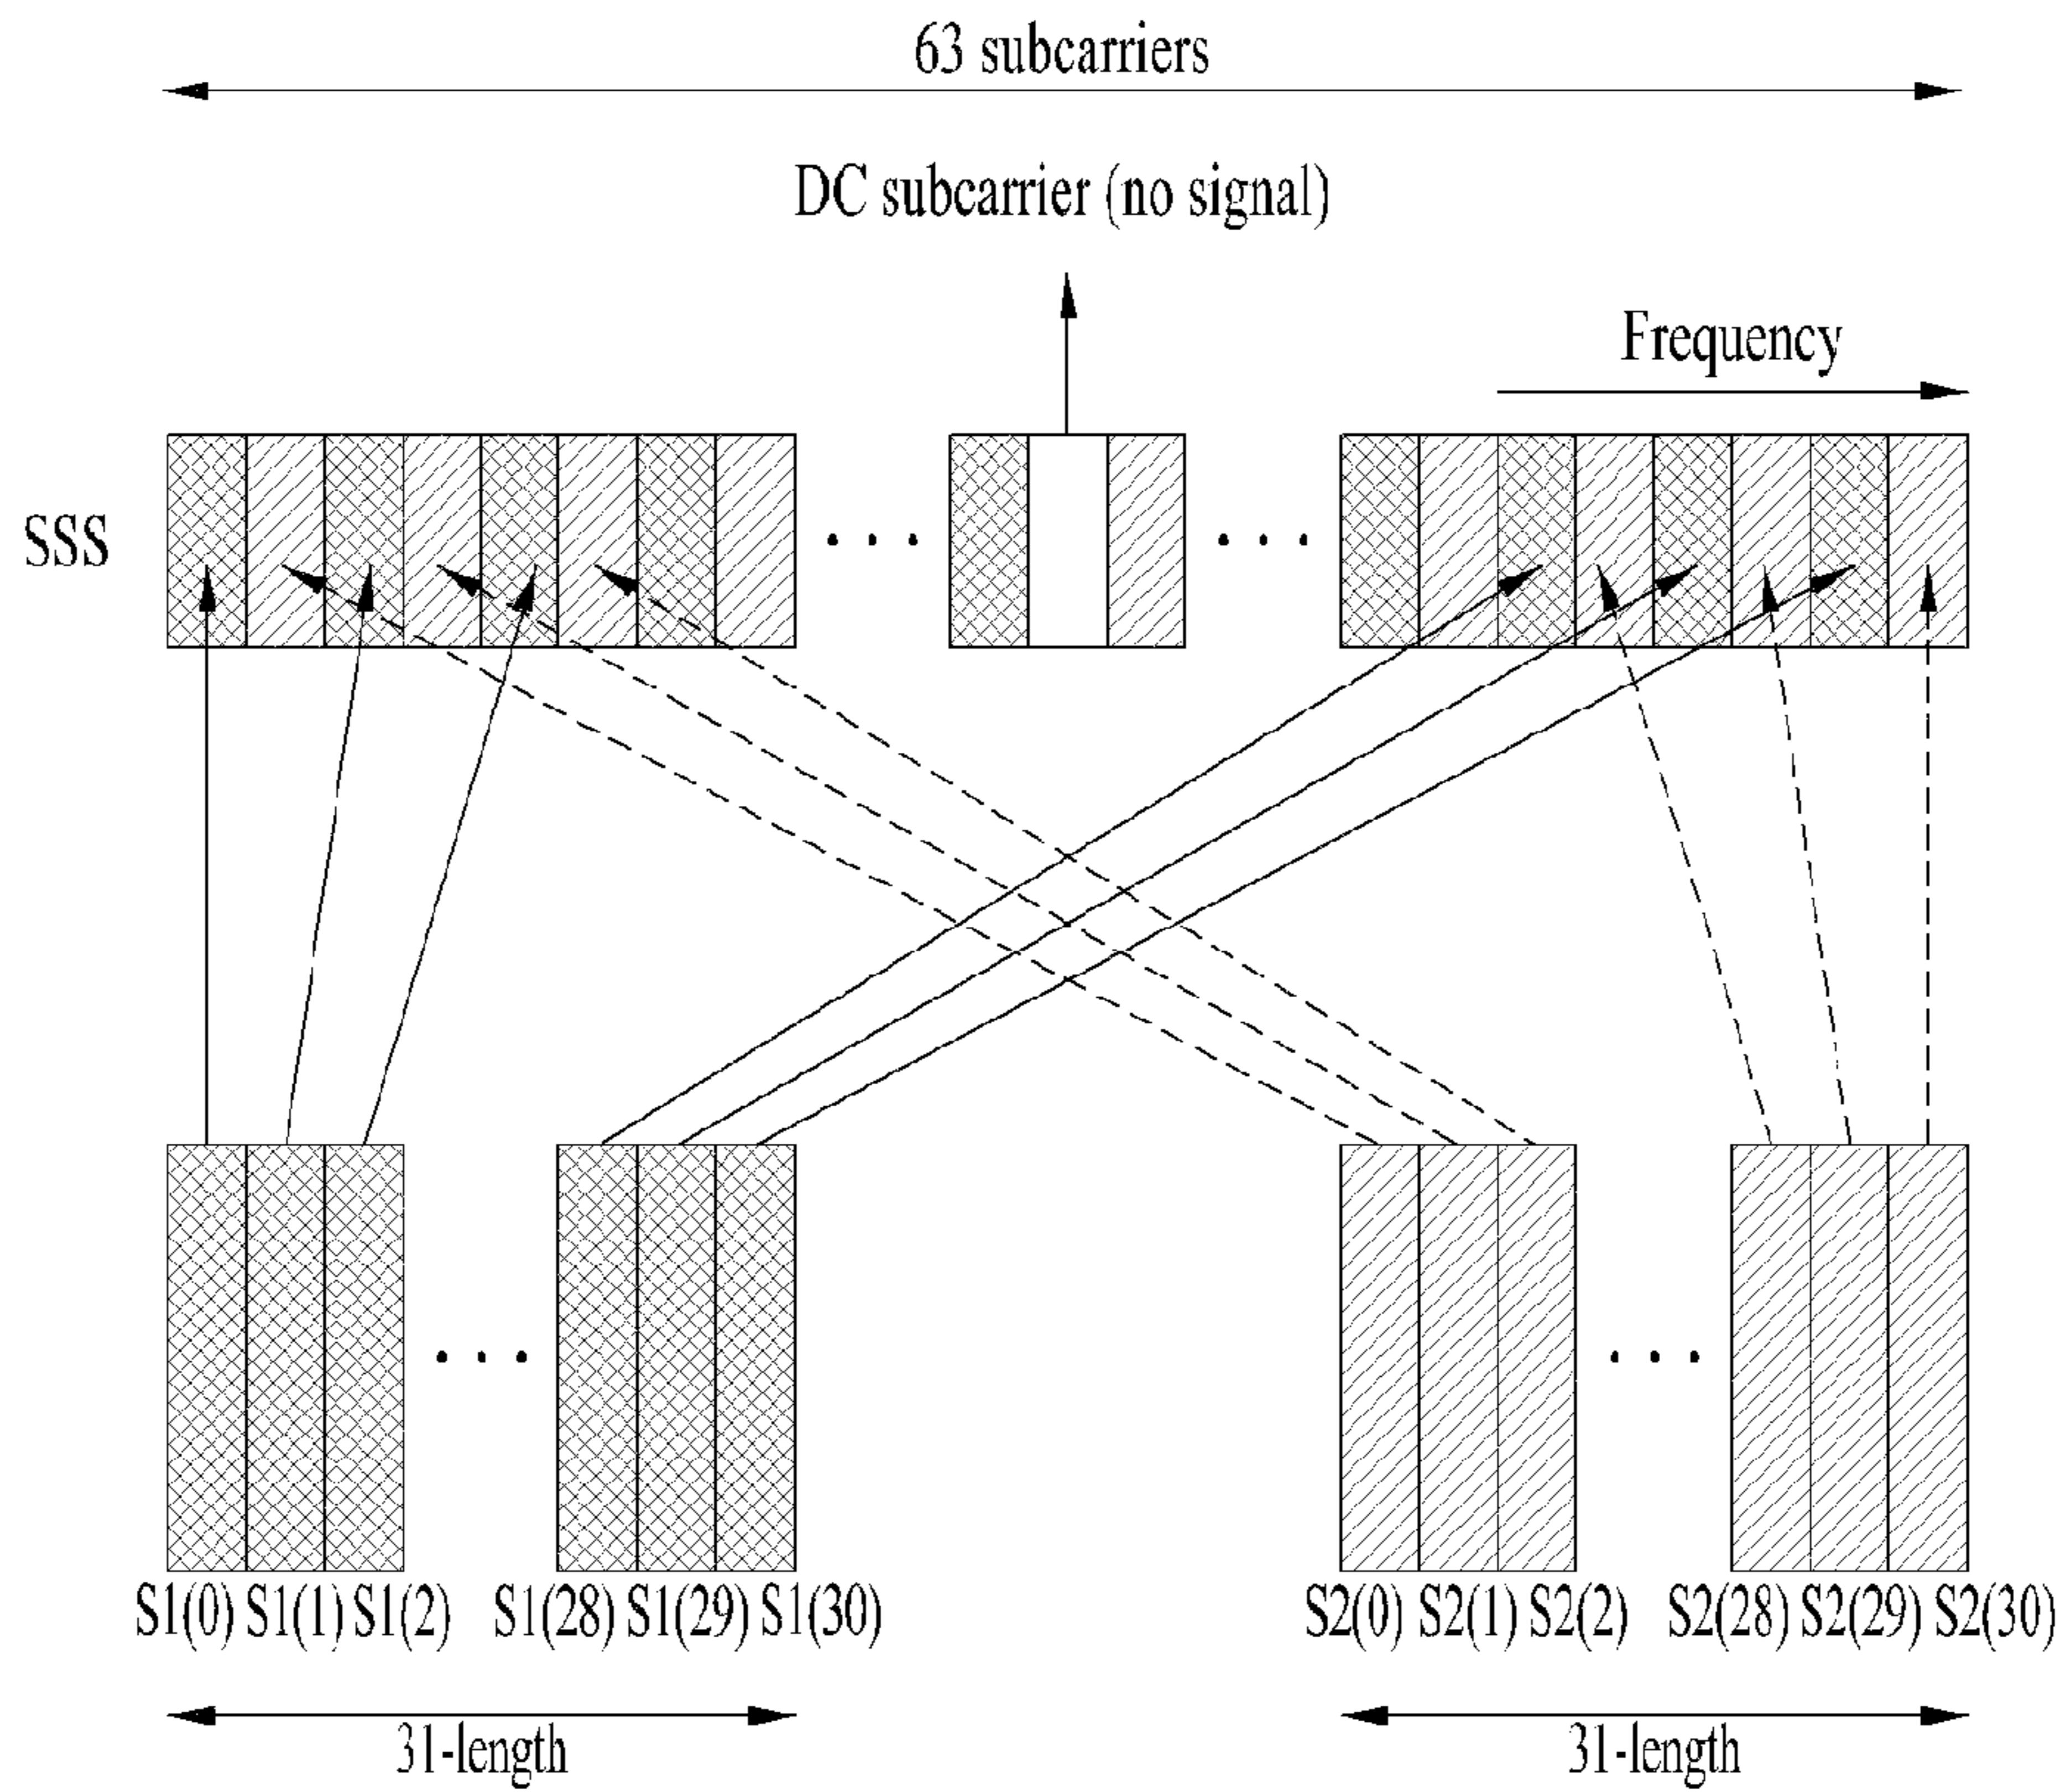 63 subcarriers
DC subcarrier (no signal)
Frequency
SSS
S1(0) S1(1) S1(2) S1(28) S1(29) S1(30) S2(0) S2(1) S2(2) S2(28) S2(29) S2(30)
31-length 31-length